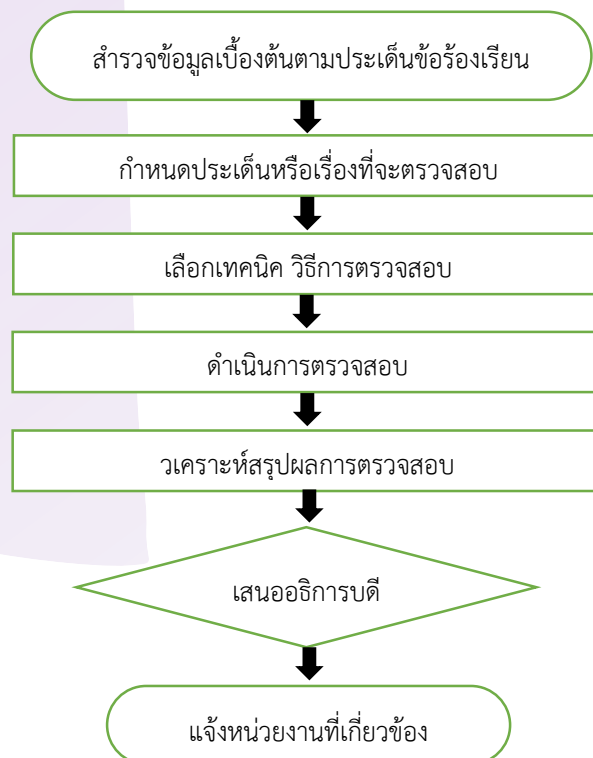 สำรวจข้อมูลเบื้องต้นตามประเด็นข้อร้องเรียน
กำหนดประเด็นหรือเรื่องที่จะตรวจสอบ
เลือกเทคนิค วิธีการตรวจสอบ
ดำเนินการตรวจสอบ
วเคราะห์สรุปผลการตรวจสอบ
เสนออธิการบดี
แจ้งหน่วยงานที่เกี่ยวข้อง